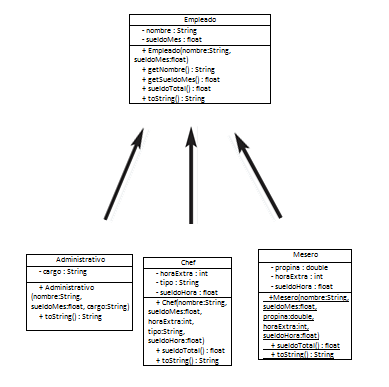 Empleado
- nombre : String
- sueldoMes : float
+ Empleado(nombre:String,
sueldoMes:float)
+ getNombre() : String
+ getSueldoMes() : float
+ sueldoTotal() : float
+ toString() : String
Administrativo
- cargo : String
+ Administrativo
(nombre:String,
sueldoMes:float, cargo:String)
+ toString() : String
Chef
- horaExtra : int
- tipo : String
- sueldoHora : float
+ Chef(nombre:String,
sueldoMes:float,
horaExtra:int,
tipo:String,
sueldoHora:float)
+ sueldoTotal() : float
+ toString() : String
Mesero
- propina : double
- horaExtra : int
- sueldoHora : float
+Mesero(nombre:String,
sueldoMes:float,
propina:double,
horaExtra:int,
sueldoHora:float)
+ sueldoTotal() : float
+ toString() : String